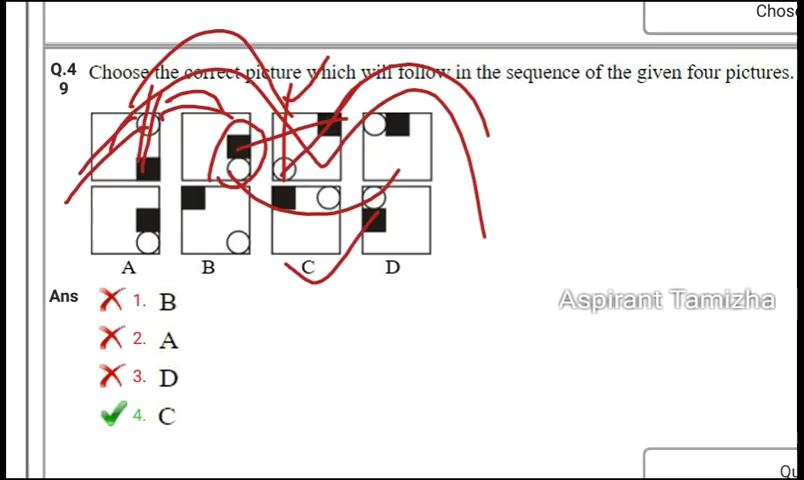 Chos
Q.4 Choose the correct picture which will follow in the sequence of the given four pictures.
9
A B C D
Ans 1. B
2. A
3. D
4. C
Aspirant Tamizha
Qu